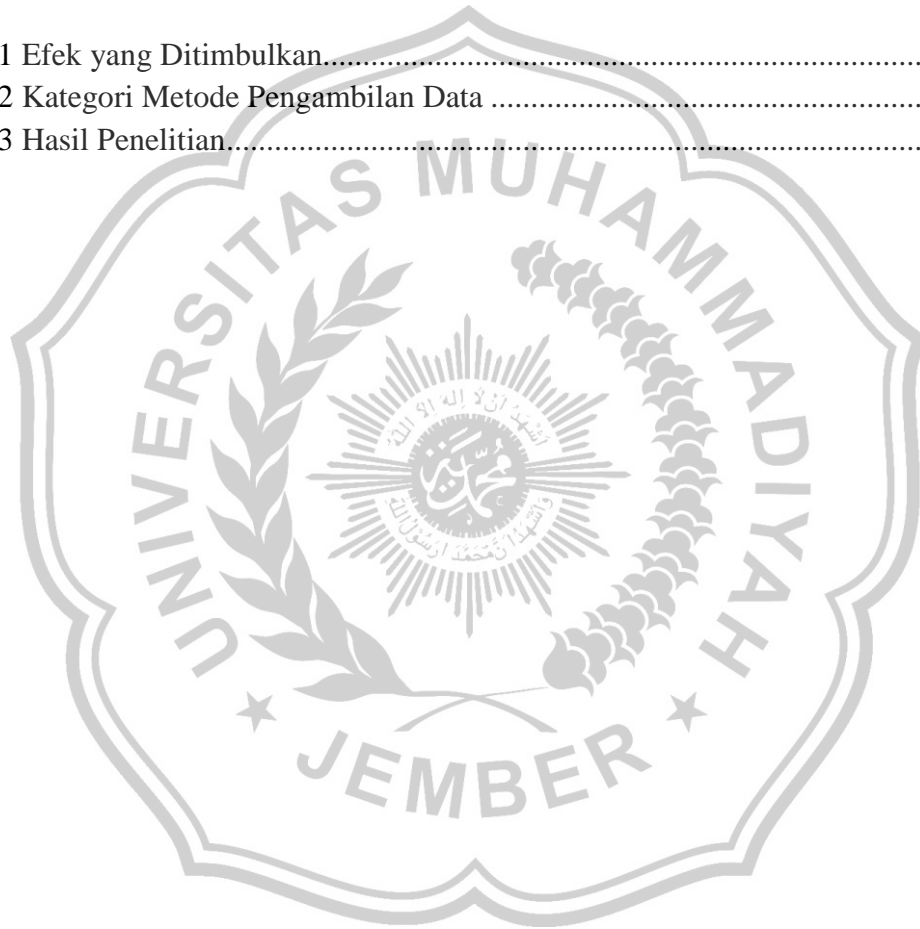 1 Efek yang Ditimbulkan........................................................................
2 Kategori Metode Pengambilan Data ....................................................
3 Hasil Penelitian....................................................................................
UNIVERSITAS MUHAMMADIYAH
JEMBER